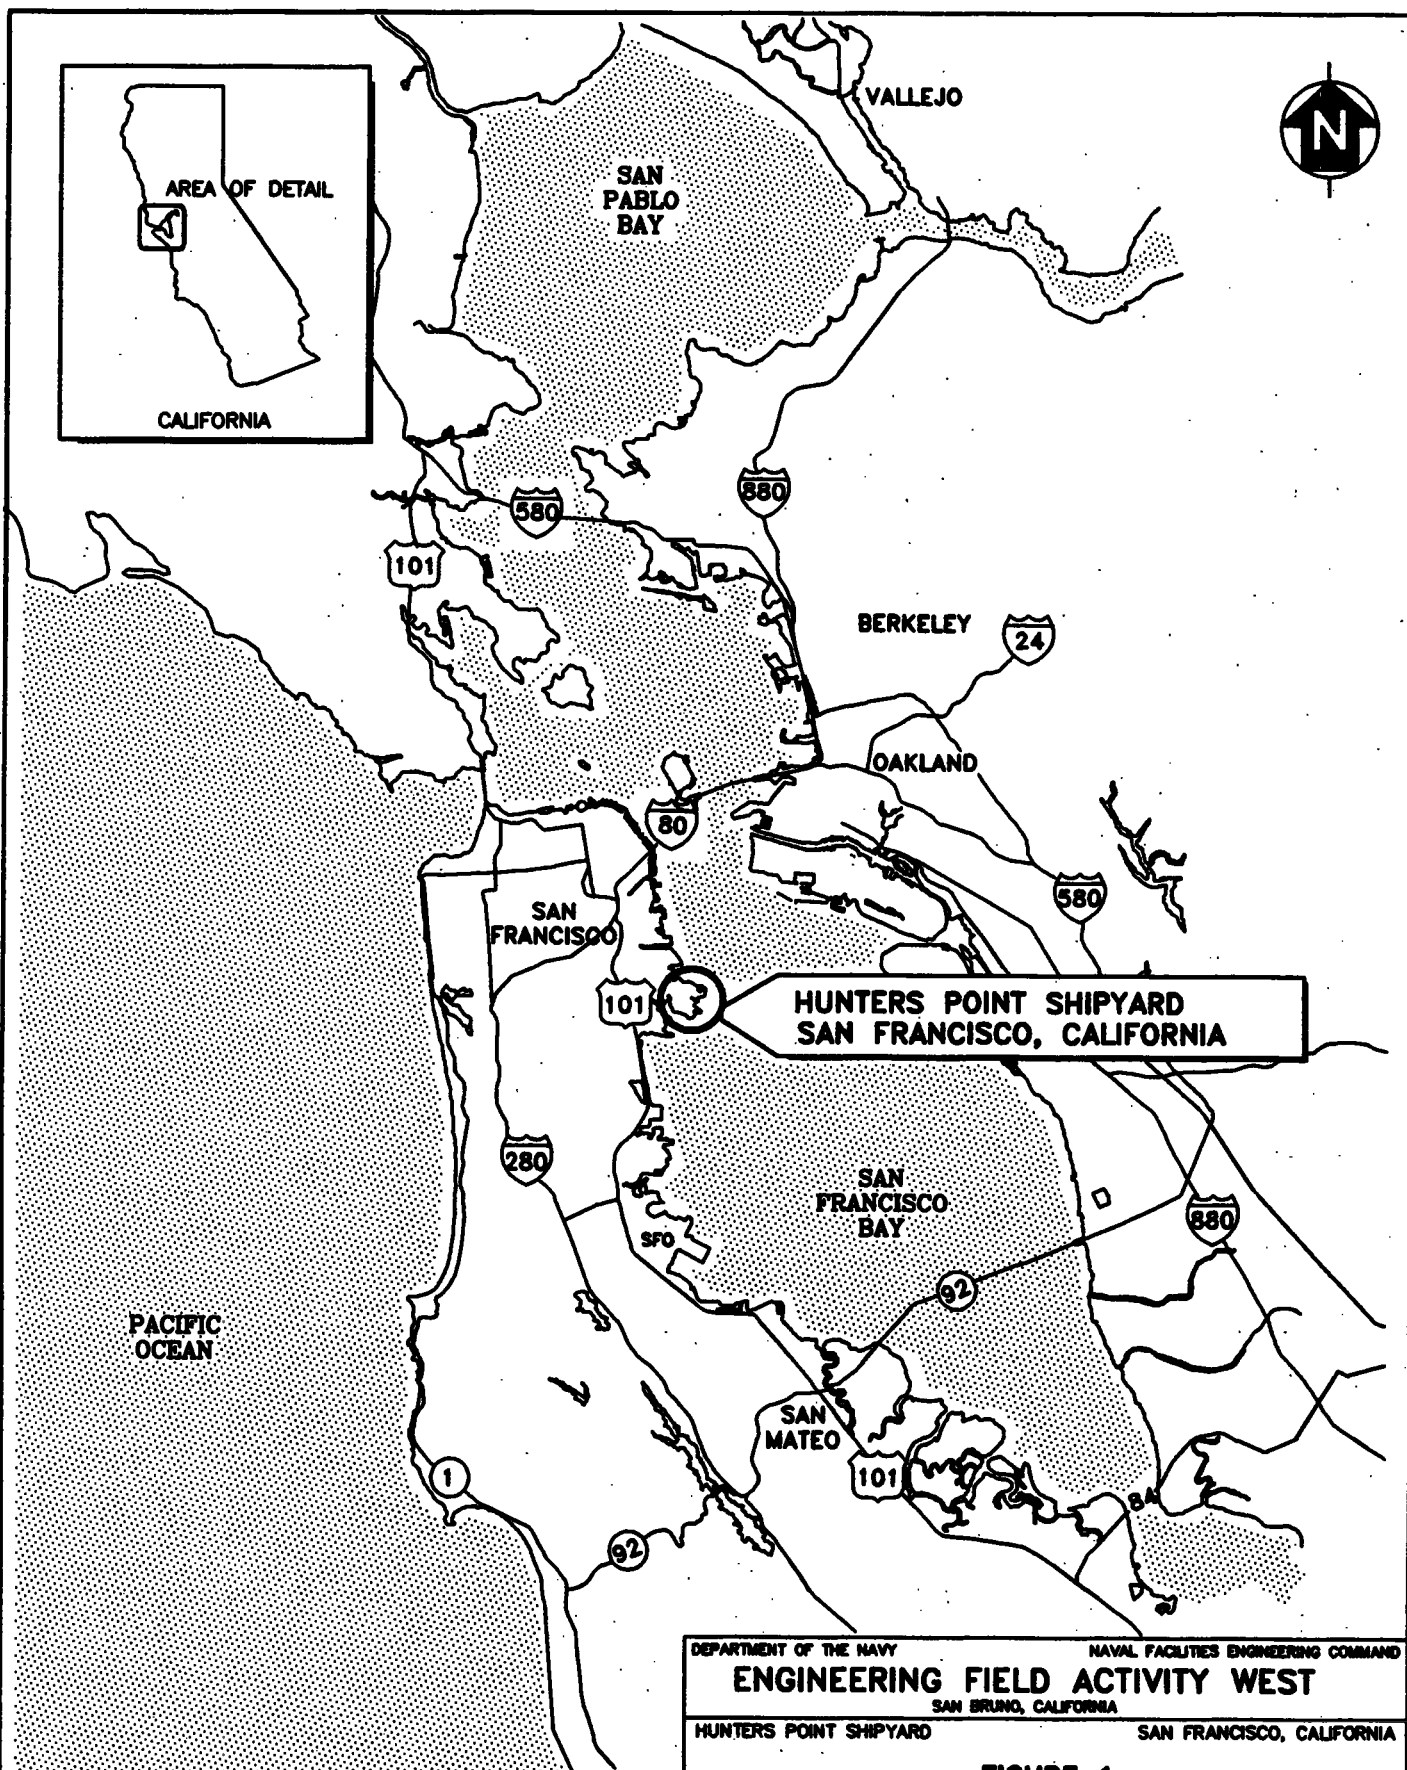 VALLEJO
N
SAN
PABLO
BAY
AREA OF DETAIL
CALIFORNIA
880
580
101
BERKELEY
24
OAKLAND
80
580
SAN
FRANCISCO
101
HUNTERS POINT SHIPYARD
SAN FRANCISCO, CALIFORNIA
280
SAN
FRANCISCO
BAY
880
SFO
92
PACIFIC
OCEAN
SAN
MATEO
101
1
84
92
DEPARTMENT OF THE NAVY NAVAL FACILITIES ENGINEERING COMMAND
ENGINEERING FIELD ACTIVITY WEST
SAN BRUNO, CALIFORNIA
HUNTERS POINT SHIPYARD SAN FRANCISCO, CALIFORNIA
FIGURE 1